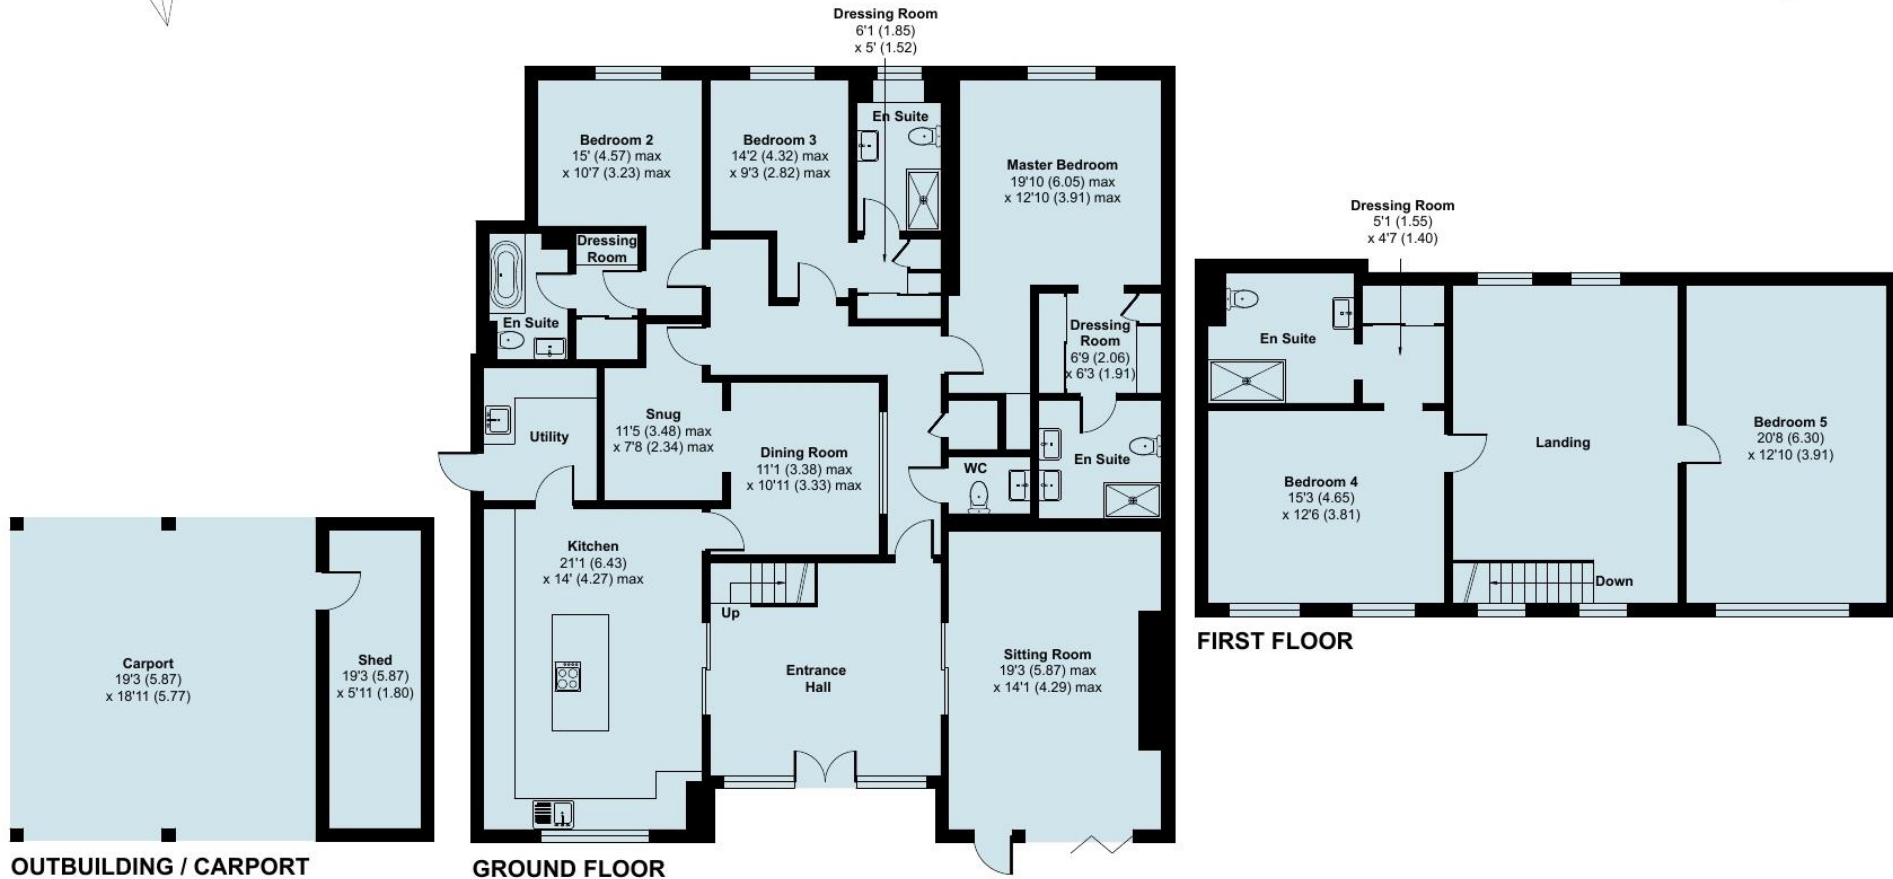 Dressing Room
6'1 (1.85)
x 5' (1.52)
Bedroom 2
15' (4.57) max
x 10'7 (3.23) max
Bedroom 3
14'2 (4.32) max
x 9'3 (2.82) max
En Suite
Master Bedroom
19'10 (6.05) max
x 12'10 (3.91) max
Dressing
Room
En Suite
Dressing
Room
6'9 (2.06)
x 6'3 (1.91)
Utility
Snug
11'5 (3.48) max
x 7'8 (2.34) max
Dining Room
11'1 (3.38) max
x 10'11 (3.33) max
WC
En Suite
Kitchen
21'1 (6.43)
x 14' (4.27) max
Up
Entrance
Hall
Sitting Room
19'3 (5.87) max
x 14'1 (4.29) max
GROUND FLOOR
Carport
19'3 (5.87)
x 18'11 (5.77)
Shed
19'3 (5.87)
x 5'11 (1.80)
OUTBUILDING / CARPORT
Dressing Room
5'1 (1.55)
x 4'7 (1.40)
En Suite
Bedroom 4
15'3 (4.65)
x 12'6 (3.81)
Landing
Down
Bedroom 5
20'8 (6.30)
x 12'10 (3.91)
FIRST FLOOR